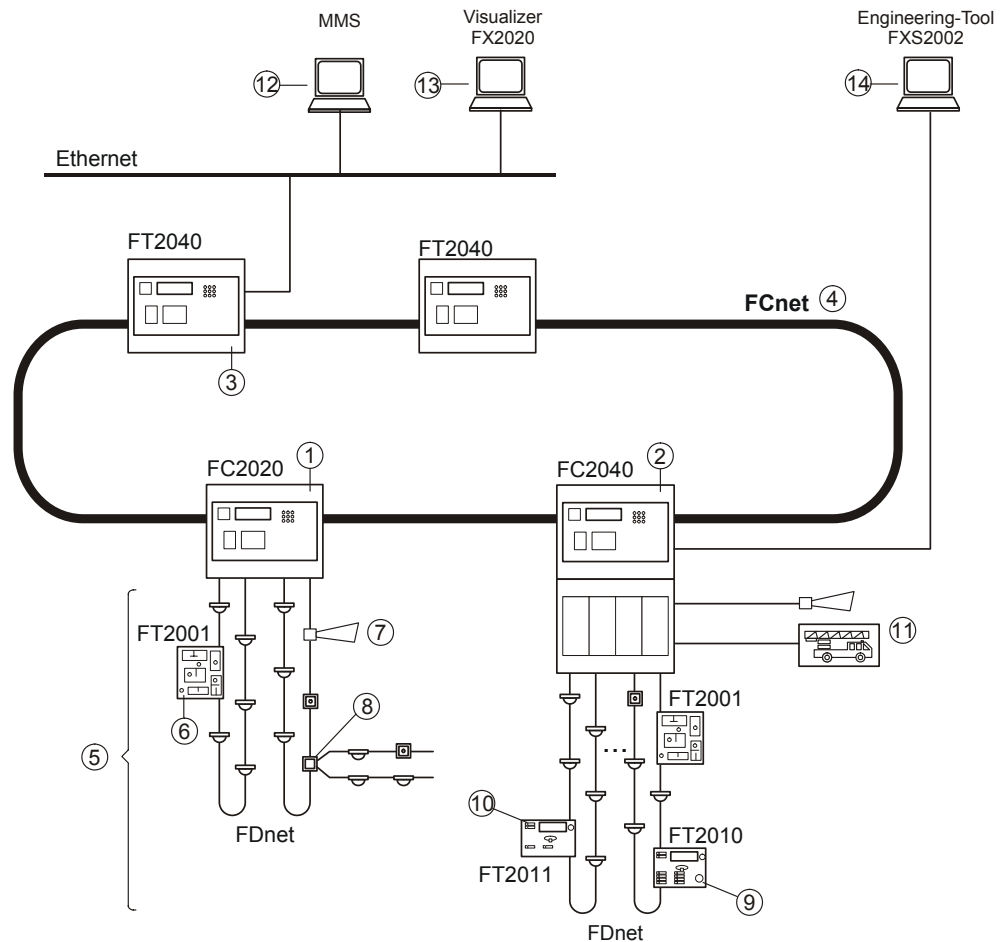 MMS
Visualizer
FX2020
Engineering-Tool
FXS2002
12
13
14
Ethernet
FT2040
FT2040
FCnet 4
3
FC2020
1
FC2040
2
FT2001
7
11
6
8
FT2001
5
...
10
FDnet
FT2010
FT2011
9
FDnet